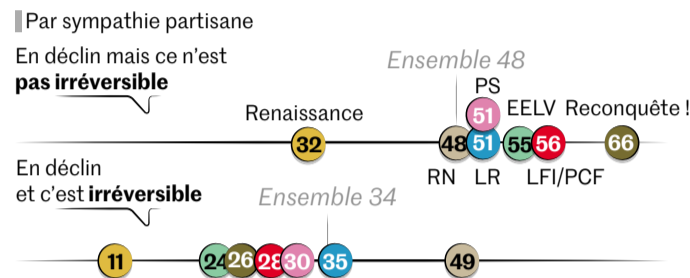 Par sympathie partisane
En déclin mais ce n'est
pas irréversible
Ensemble 48
PS
Renaissance
EELV Reconquête !
51
32 48 51 55 56 66
RN LR LFI/PCF
En déclin
et c'est irréversible
Ensemble 34
11 24 26 28 30 35 49